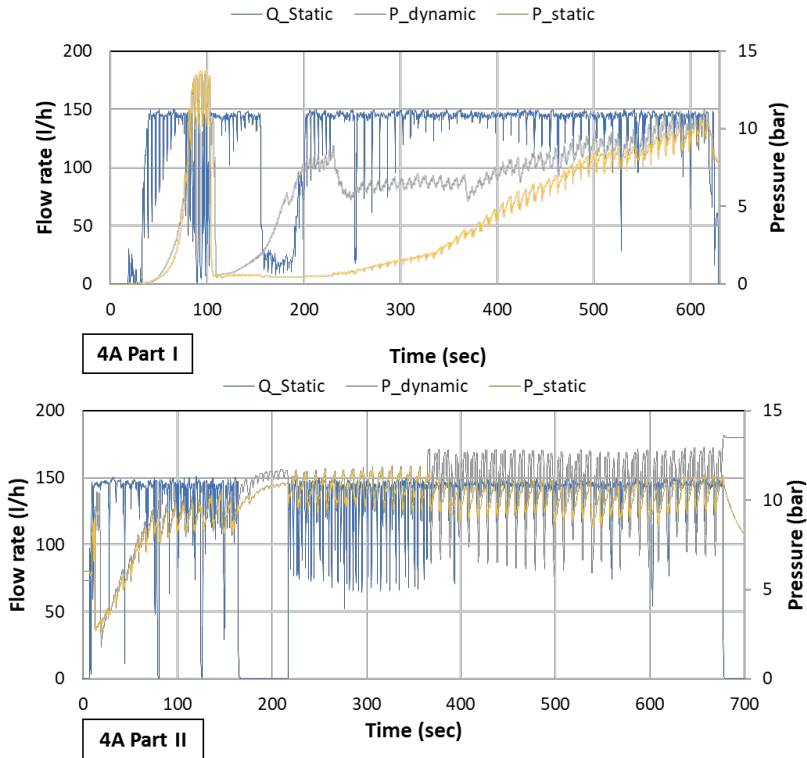 Q_Static P_dynamic P_static
200 15
150 10
100
50 5
0 0
Flow rate (l/h)
Pressure (bar)
0 100 200 300 400 500 600
4A Part I
Time (sec)
Q_Static P_dynamic P_static
200 15
150 10
100
50 5
0 0
Flow rate (l/h)
Pressure (bar)
0 100 200 300 400 500 600 700
Time (sec)
4A Part II